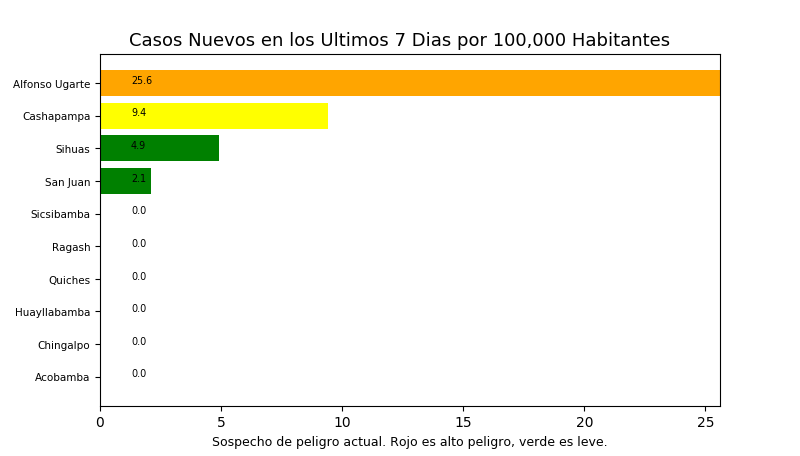 Casos Nuevos en los Ultimos 7 Dias por 100,000 Habitantes
Alfonso Ugarte 25.6
Cashapampa 9.4
Sihuas 4.9
San Juan 2.1
Sicsibamba 0.0
Ragash 0.0
Quiches 0.0
Huayllabamba 0.0
Chingalpo 0.0
Acobamba 0.0
0 5 10 15 20 25
Sospecho de peligro actual. Rojo es alto peligro, verde es leve.